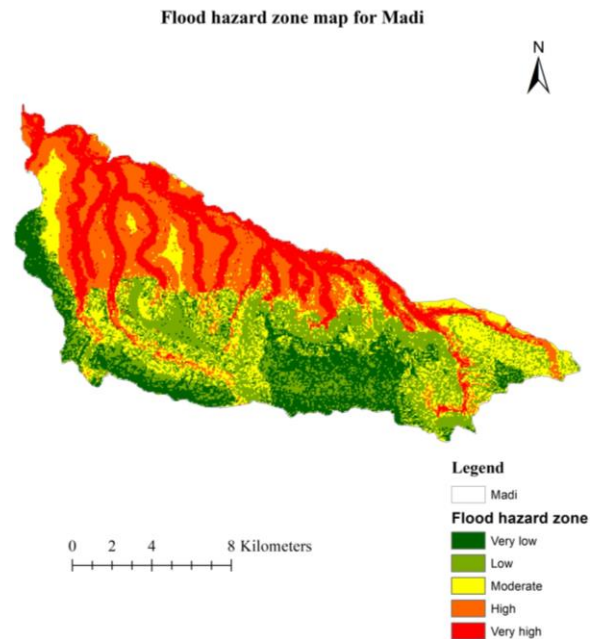 Flood hazard zone map for Madi
N
Legend
Madi
Flood hazard zone
Very low
Low
Moderate
High
Very high
0 2 4 8 Kilometers